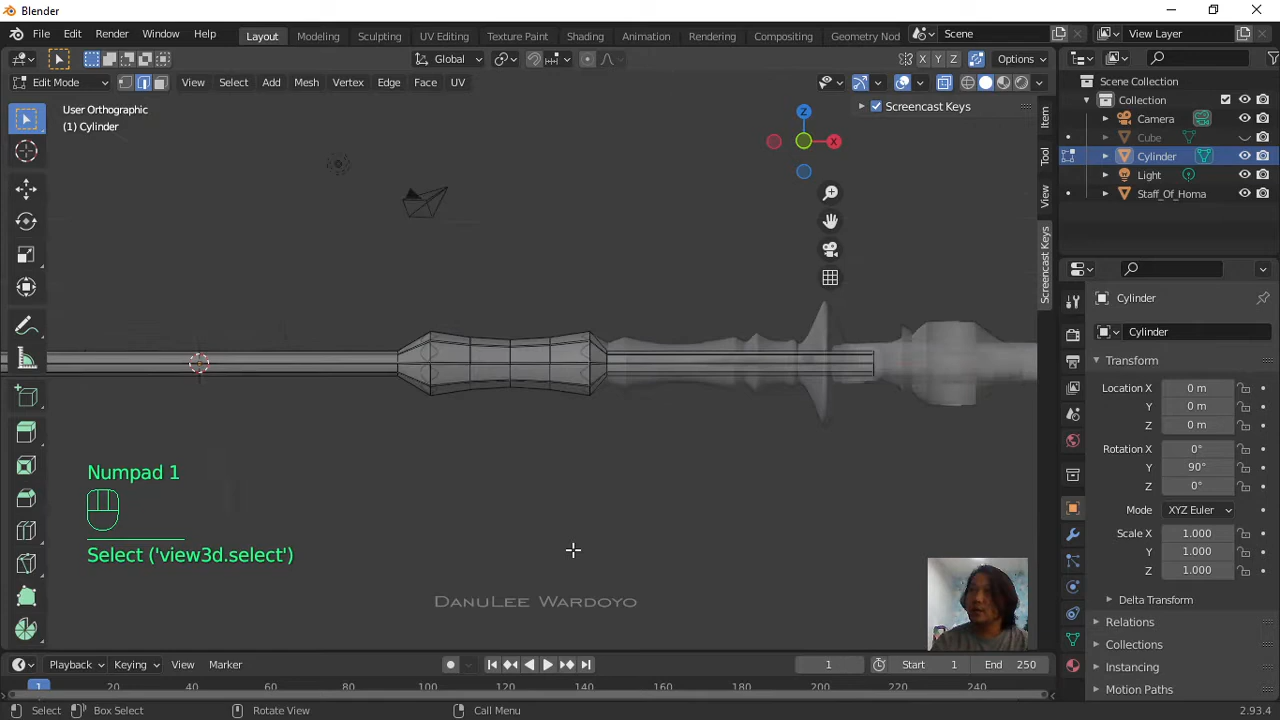 Blender
File Edit Render Window Help
Layout Modeling Sculpting UV Editing Texture Paint Shading Animation Rendering Compositing Geometry Nod
Scene
View Layer
Global
X Y Z
Options
Edit Mode
View Select Add Mesh Vertex Edge Face UV
User Orthographic
(1) Cylinder
Screencast Keys
Z
X
Item
Tool
View
Screencast Keys
Scene Collection
Collection
Camera
Cube
Cylinder
Light
Staff_Of_Homa
Cylinder
Cylinder
Transform
Location X 0 m
Y 0 m
Z 0 m
Rotation X 0°
Y 90°
Z 0°
Mode XYZ Euler
Scale X 1.000
Y 1.000
Z 1.000
Delta Transform
Relations
Collections
Instancing
Motion Paths
Numpad 1
Select ('view3d.select')
DanuLee Wardoyo
Playback Keying View Marker
1
Start 1
End 250
1 20 40 60 80 100 120 140 160 180 200 220 240
Select
Box Select
Rotate View
Call Menu
2.93.4